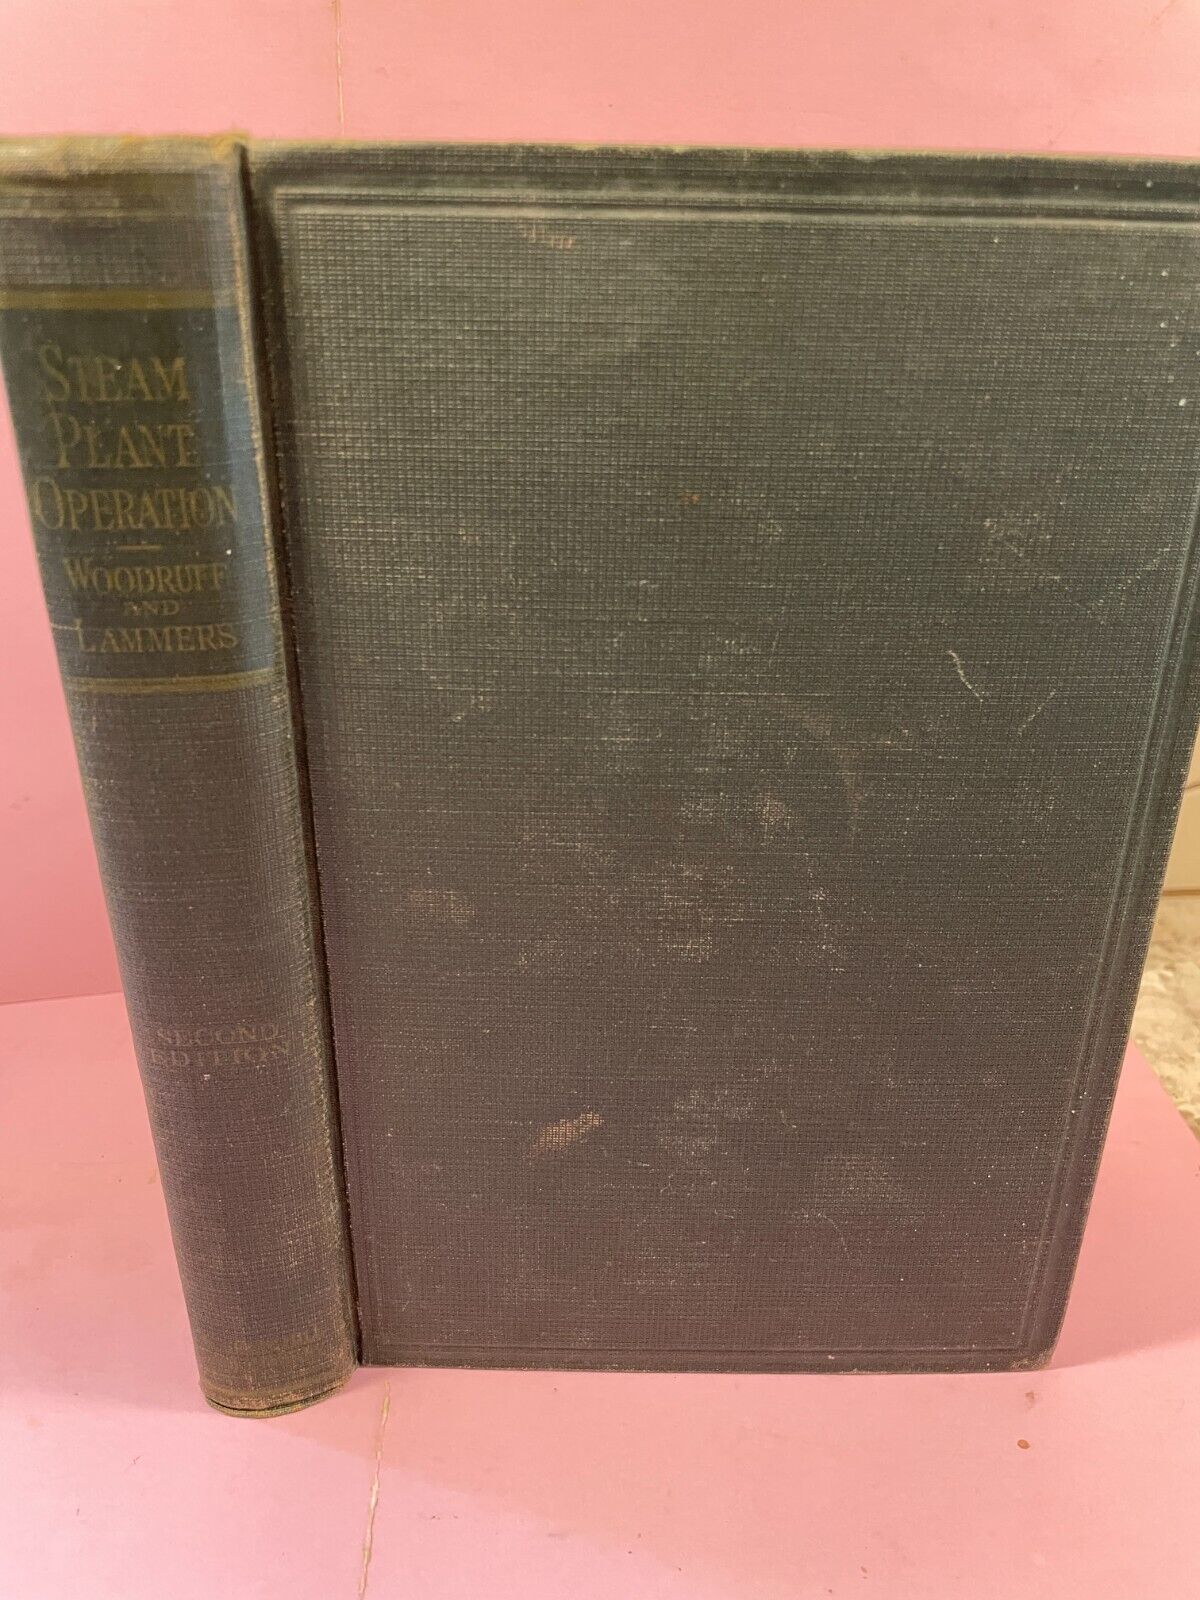 STEAM
PLANT
OPERATION
WOODRUFF
AND
LAMMERS
SECOND
EDITION